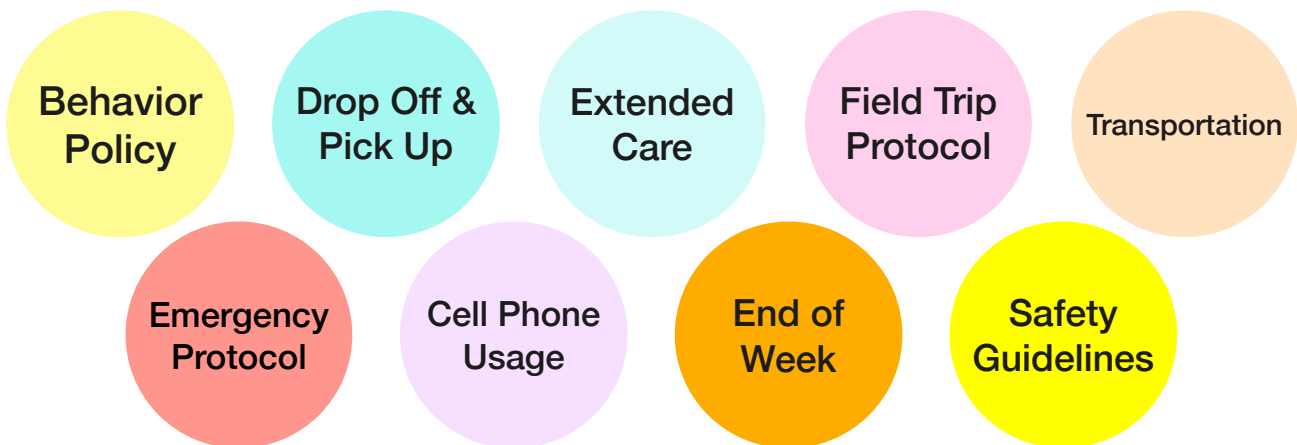 Behavior
Policy
Drop Off &
Pick Up
Extended
Care
Field Trip
Protocol
Transportation
Emergency
Protocol
Cell Phone
Usage
End of
Week
Safety
Guidelines